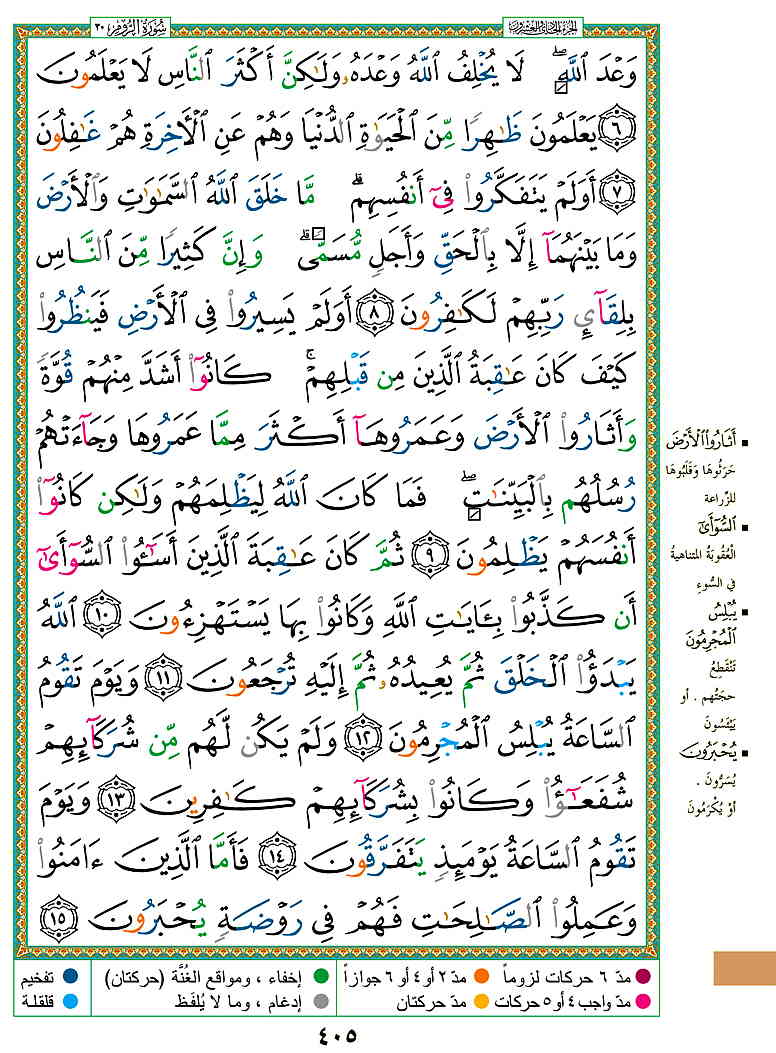 الجزء الحادي والعشرون
سُورَةُ الرُّومِ ٣٠
وَعْدَ ٱللَّهِۖ لَا يُخْلِفُ ٱللَّهُ وَعْدَهُۥ وَلَـٰكِنَّ أَكْثَرَ ٱلنَّاسِ لَا يَعْلَمُونَ
﴿٦﴾ يَعْلَمُونَ ظَـٰهِرًا مِّنَ ٱلْحَيَوٰةِ ٱلدُّنْيَا وَهُمْ عَنِ ٱلْـَٔاخِرَةِ هُمْ غَـٰفِلُونَ
﴿٧﴾ أَوَلَمْ يَتَفَكَّرُوا۟ فِىٓ أَنفُسِهِمۗ مَّا خَلَقَ ٱللَّهُ ٱلسَّمَـٰوَٰتِ وَٱلْأَرْضَ
وَمَا بَيْنَهُمَآ إِلَّا بِٱلْحَقِّ وَأَجَلٍ مُّسَمًّىۗ وَإِنَّ كَثِيرًا مِّنَ ٱلنَّاسِ
بِلِقَآئِ رَبِّهِمْ لَكَـٰفِرُونَ ﴿٨﴾ أَوَلَمْ يَسِيرُوا۟ فِى ٱلْأَرْضِ فَيَنظُرُوا۟
كَيْفَ كَانَ عَـٰقِبَةُ ٱلَّذِينَ مِن قَبْلِهِمْۚ كَانُوٓا۟ أَشَدَّ مِنْهُمْ قُوَّةً
وَأَثَارُوا۟ ٱلْأَرْضَ وَعَمَرُوهَآ أَكْثَرَ مِمَّا عَمَرُوهَا وَجَآءَتْهُمْ
رُسُلُهُم بِٱلْبَيِّنَـٰتِۖ فَمَا كَانَ ٱللَّهُ لِيَظْلِمَهُمْ وَلَـٰكِن كَانُوٓا۟
أَنفُسَهُمْ يَظْلِمُونَ ﴿٩﴾ ثُمَّ كَانَ عَـٰقِبَةَ ٱلَّذِينَ أَسَـٰٓـُٔوا۟ ٱلسُّوٓأَىٰٓ
أَن كَذَّبُوا۟ بِـَٔايَـٰتِ ٱللَّهِ وَكَانُوا۟ بِهَا يَسْتَهْزِءُونَ ﴿١٠﴾ ٱللَّهُ
يَبْدَؤُا۟ ٱلْخَلْقَ ثُمَّ يُعِيدُهُۥ ثُمَّ إِلَيْهِ تُرْجَعُونَ ﴿١١﴾ وَيَوْمَ تَقُومُ
ٱلسَّاعَةُ يُبْلِسُ ٱلْمُجْرِمُونَ ﴿١٢﴾ وَلَمْ يَكُن لَّهُم مِّن شُرَكَآئِهِمْ
شُفَعَـٰٓؤُا۟ وَكَانُوا۟ بِشُرَكَآئِهِمْ كَـٰفِرِينَ ﴿١٣﴾ وَيَوْمَ
تَقُومُ ٱلسَّاعَةُ يَوْمَئِذٍ يَتَفَرَّقُونَ ﴿١٤﴾ فَأَمَّا ٱلَّذِينَ ءَامَنُوا۟
وَعَمِلُوا۟ ٱلصَّـٰلِحَـٰتِ فَهُمْ فِى رَوْضَةٍ يُحْبَرُونَ ﴿١٥﴾
أَثَارُوا۟ ٱلْأَرْضَ
حَرَثُوهَا وَقَلَبُوهَا
للزّراعة
ٱلسُّوٓأَىٰٓ
الْعُقُوبَةُ المتناهية
في السُّوءِ
يُبْلِسُ
ٱلْمُجْرِمُونَ
تَنْقَطِعُ
حجتُهم . أو
يَيْئَسُونَ
يُحْبَرُونَ
يُسَرُّونَ .
أوْ يُكْرَمُونَ
مدّ ٦ حركات لزوماً
مدّ ٢ أو ٤ أو ٦ جوازاً
إخفاء ، ومواقع الغُنَّة (حركتان)
تفخيم
مدّ واجب ٤ أو ٥ حركات
مدّ حركتان
إدغام ، وما لا يُلفَظ
قلقلة
٤٠٥